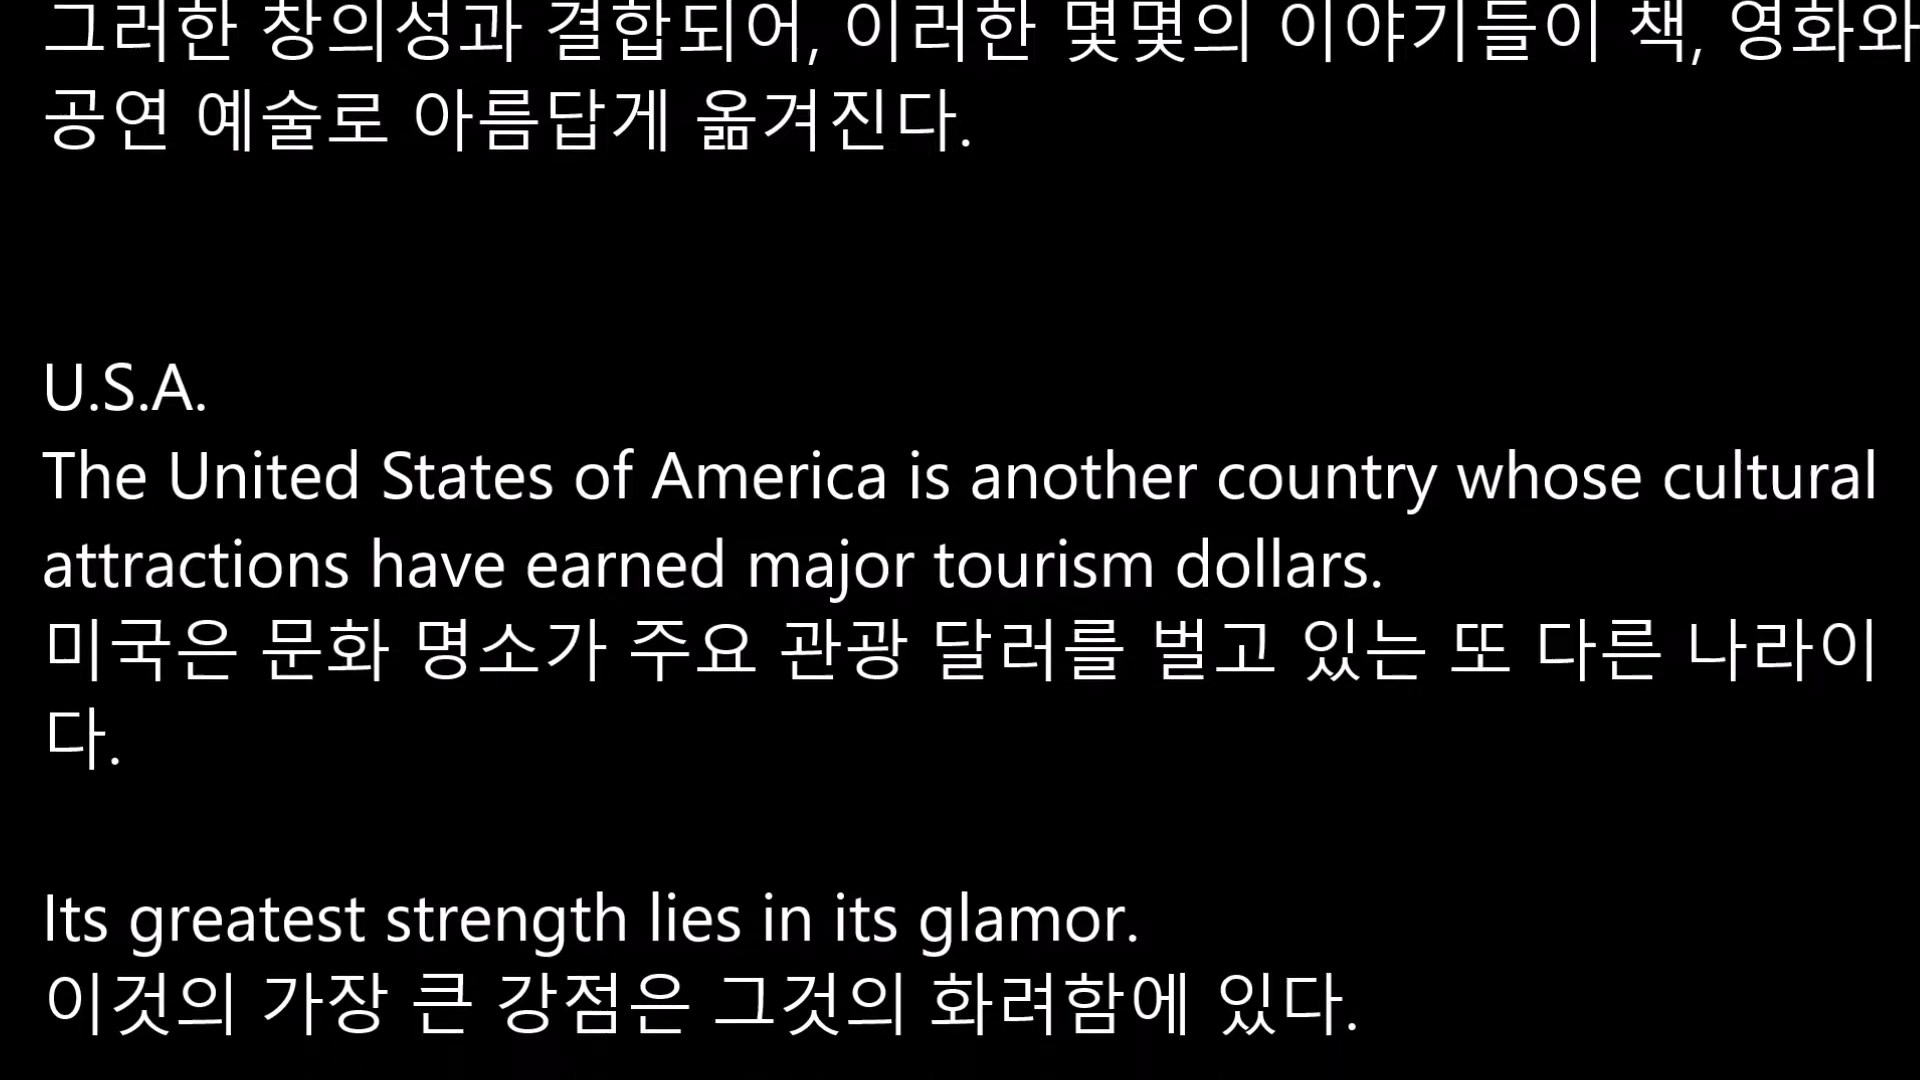 그러한 창의성과 결합되어, 이러한 몇몇의 이야기들이 책, 영화와
공연 예술로 아름답게 옮겨진다.
U.S.A.
The United States of America is another country whose cultural
attractions have earned major tourism dollars.
미국은 문화 명소가 주요 관광 달러를 벌고 있는 또 다른 나라이
다.
Its greatest strength lies in its glamor.
이것의 가장 큰 강점은 그것의 화려함에 있다.